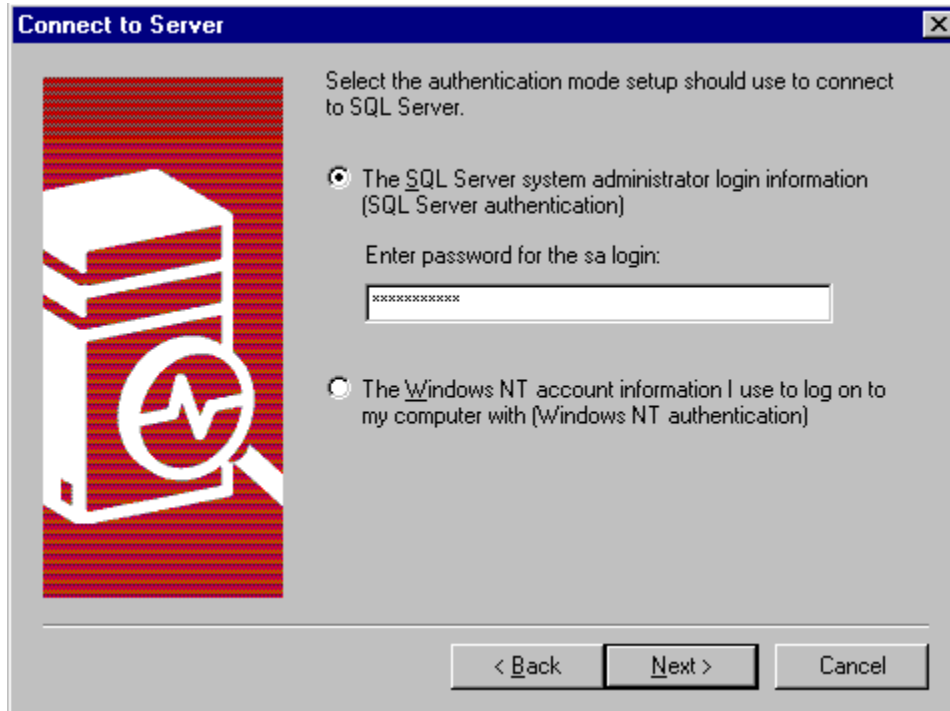 Connect to Server
Select the authentication mode setup should use to connect
to SQL Server.
The SQL Server system administrator login information
(SQL Server authentication)
Enter password for the sa login:
xxxxxxxxxxx
The Windows NT account information I use to log on to
my computer with (Windows NT authentication)
< Back
Next >
Cancel